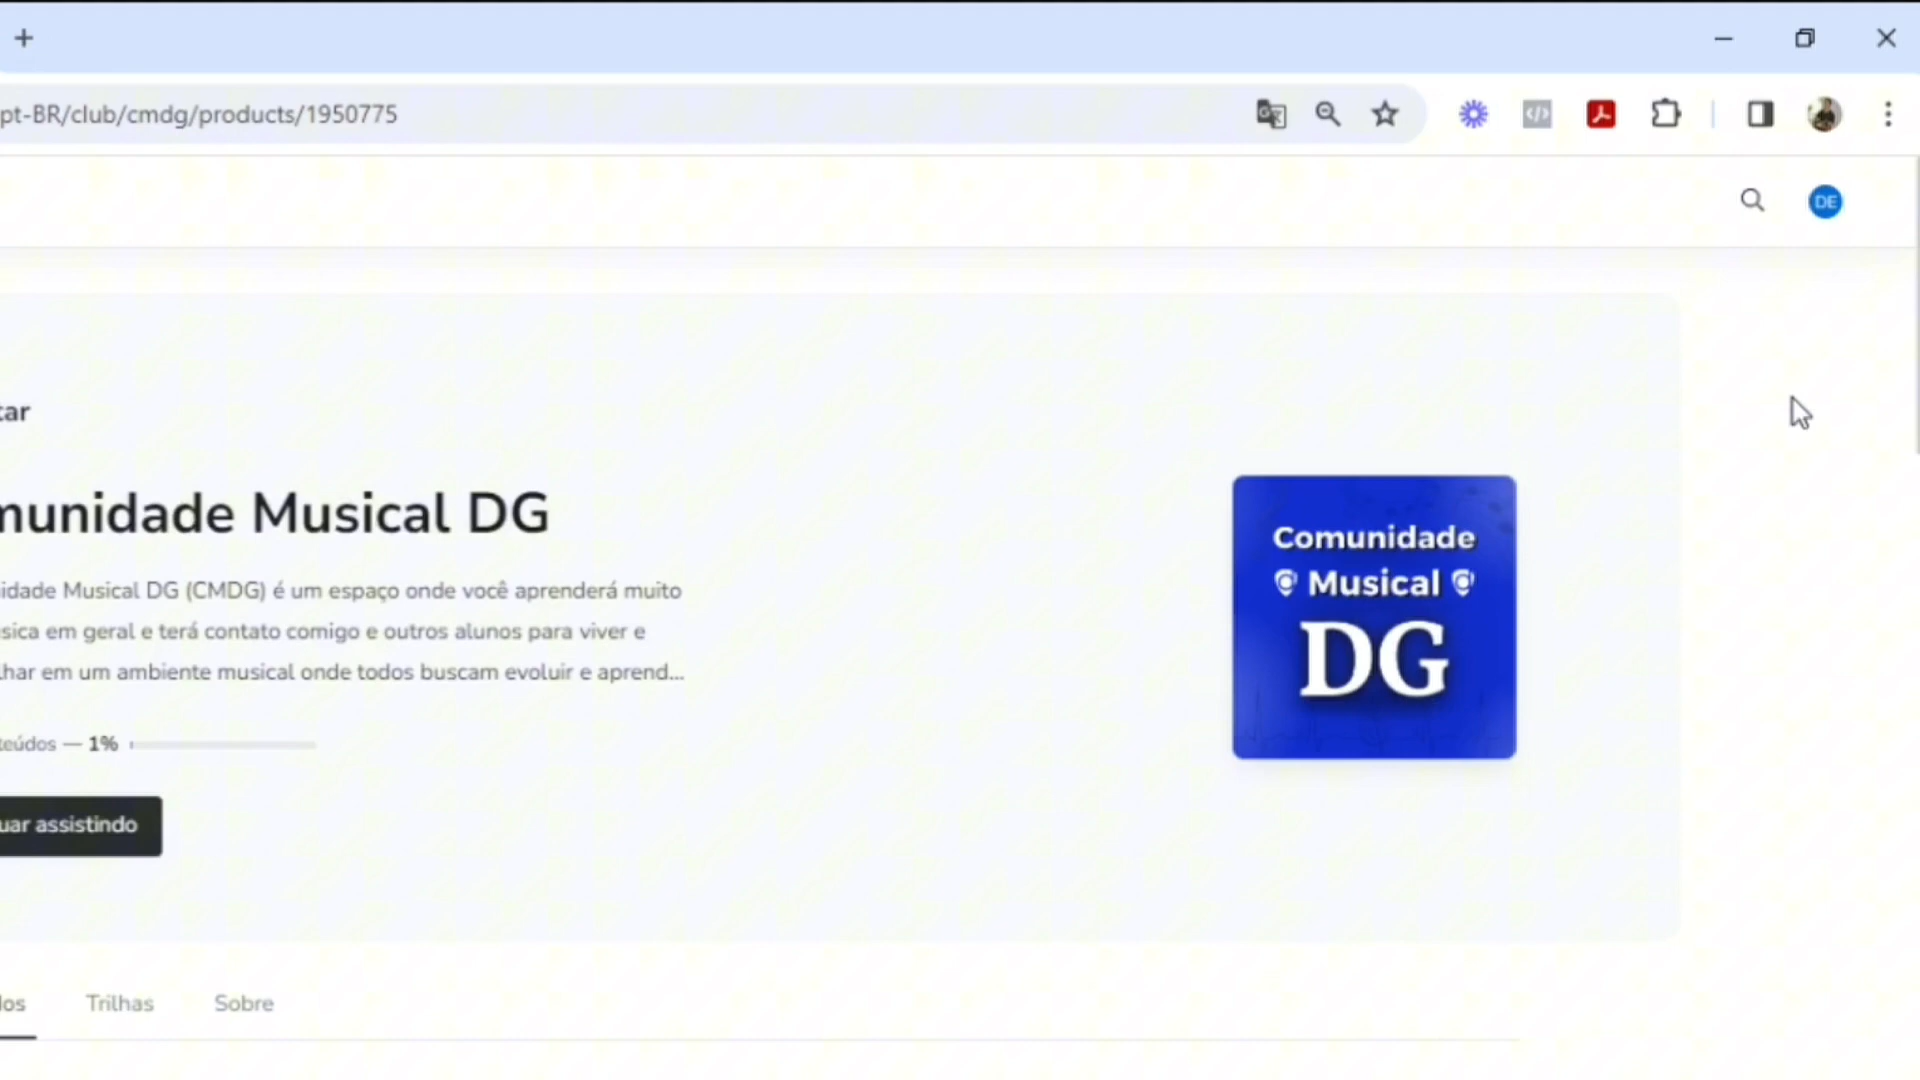 pt-BR/club/cmdg/products/1950775
DE
tar
munidade Musical DG
idade Musical DG (CMDG) é um espaço onde você aprenderá muito
sica em geral e terá contato comigo e outros alunos para viver e
lhar em um ambiente musical onde todos buscam evoluir e aprend...
teúdos — 1%
uar assistindo
Comunidade
Musical
DG
dos Trilhas Sobre